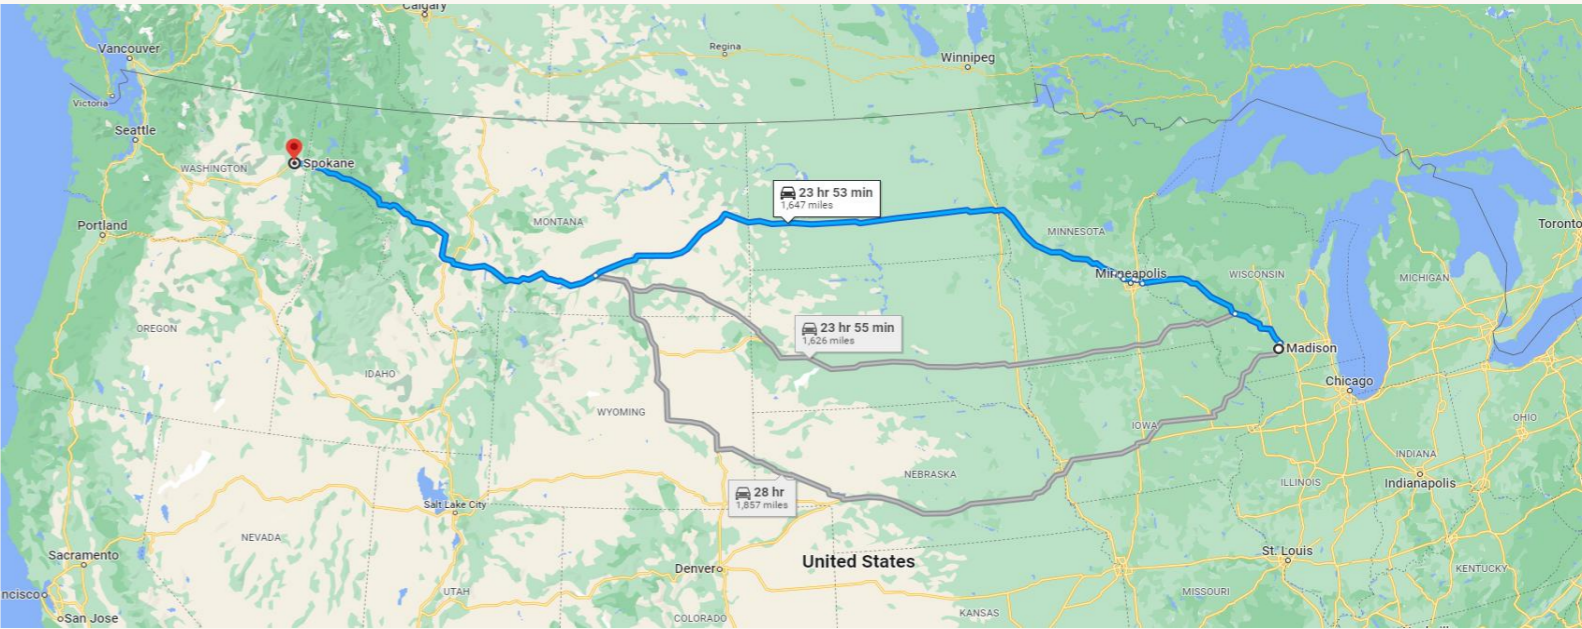 Calgary
Vancouver
Regina
Winnipeg
Victoria
Seattle
Spokane
WASHINGTON
23 hr 53 min
1,647 miles
Portland
MONTANA
MINNESOTA
Toronto
Minneapolis
WISCONSIN
MICHIGAN
OREGON
23 hr 55 min
1,626 miles
Madison
IDAHO
Chicago
WYOMING
IOWA
OHIO
NEBRASKA
INDIANA
ILLINOIS
Indianapolis
28 hr
1,857 miles
Salt Lake City
NEVADA
Sacramento
United States
St. Louis
Denver
KENTUCKY
ncisco
UTAH
MISSOURI
San Jose
COLORADO
KANSAS